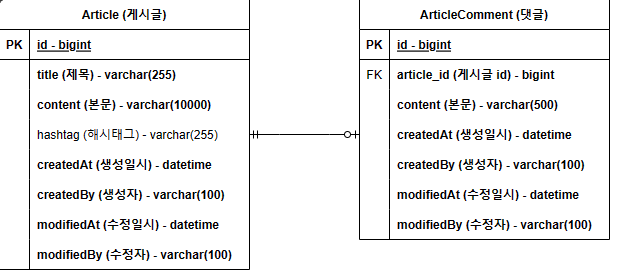 Article (게시글)
PK id - bigint
title (제목) - varchar(255)
content (본문) - varchar(10000)
hashtag (해시태그) - varchar(255)
createdAt (생성일시) - datetime
createdBy (생성자) - varchar(100)
modifiedAt (수정일시) - datetime
modifiedBy (수정자) - varchar(100)
ArticleComment (댓글)
PK id - bigint
FK article_id (게시글 id) - bigint
content (본문) - varchar(500)
createdAt (생성일시) - datetime
createdBy (생성자) - varchar(100)
modifiedAt (수정일시) - datetime
modifiedBy (수정자) - varchar(100)